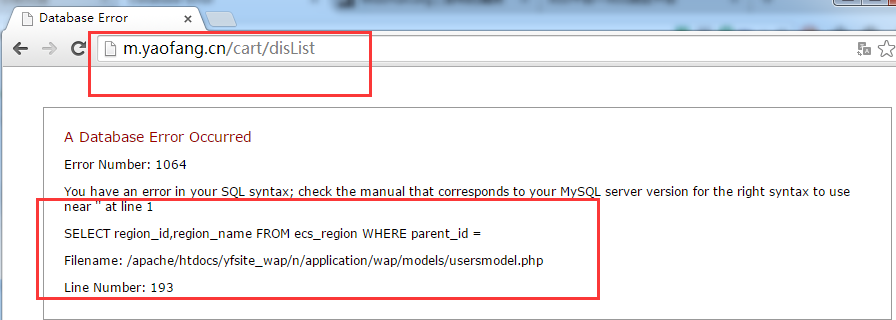 Database Error
m.yaofang.cn/cart/disList
A Database Error Occurred
Error Number: 1064
You have an error in your SQL syntax; check the manual that corresponds to your MySQL server version for the right syntax to use
near '' at line 1
SELECT region_id,region_name FROM ecs_region WHERE parent_id =
Filename: /apache/htdocs/yfsite_wap/n/application/wap/models/usersmodel.php
Line Number: 193